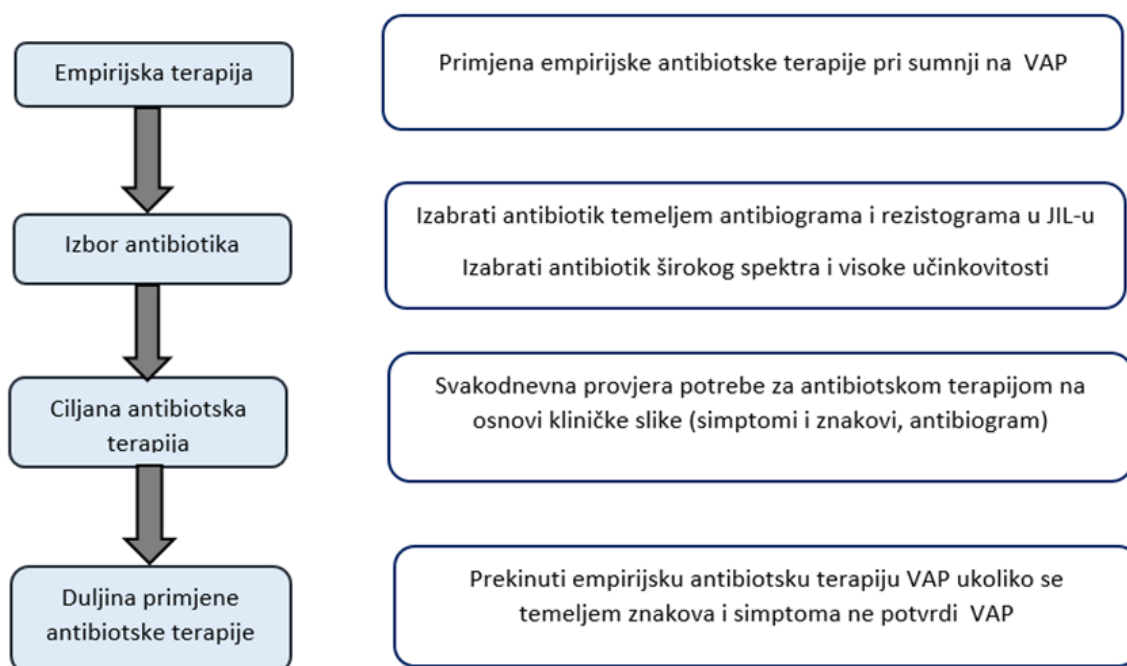 Empirijska terapija
Primjena empirijske antibiotske terapije pri sumnji na VAP
Izbor antibiotika
Izabrati antibiotik temeljem antibiograma i rezistograma u JIL-u
Izabrati antibiotik širokog spektra i visoke učinkovitosti
Ciljana antibiotska
terapija
Svakodnevna provjera potrebe za antibiotskom terapijom na
osnovi kliničke slike (simptomi i znakovi, antibiogram)
Duljina primjene
antibiotske terapije
Prekinuti empirijsku antibiotsku terapiju VAP ukoliko se
temeljem znakova i simptoma ne potvrdi VAP